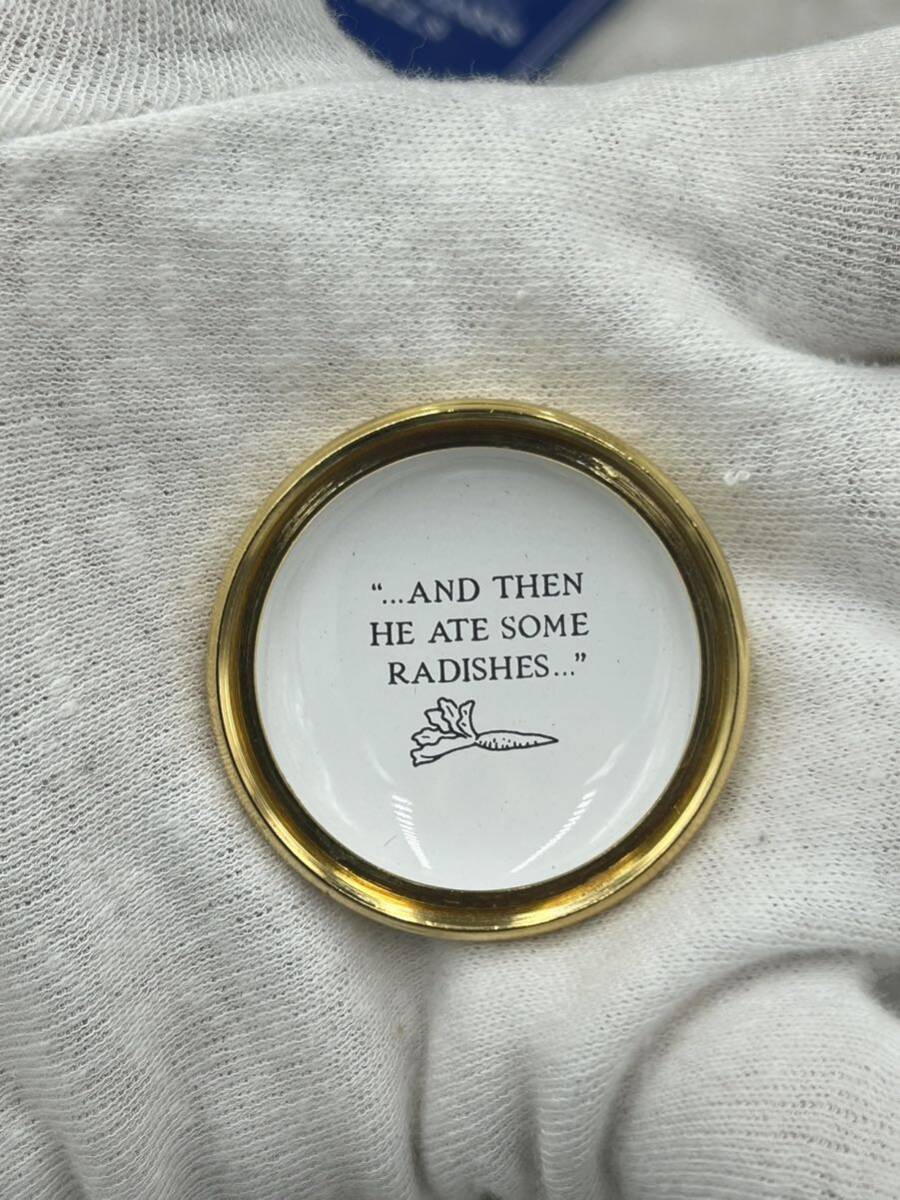 “...AND THEN
HE ATE SOME
RADISHES...”